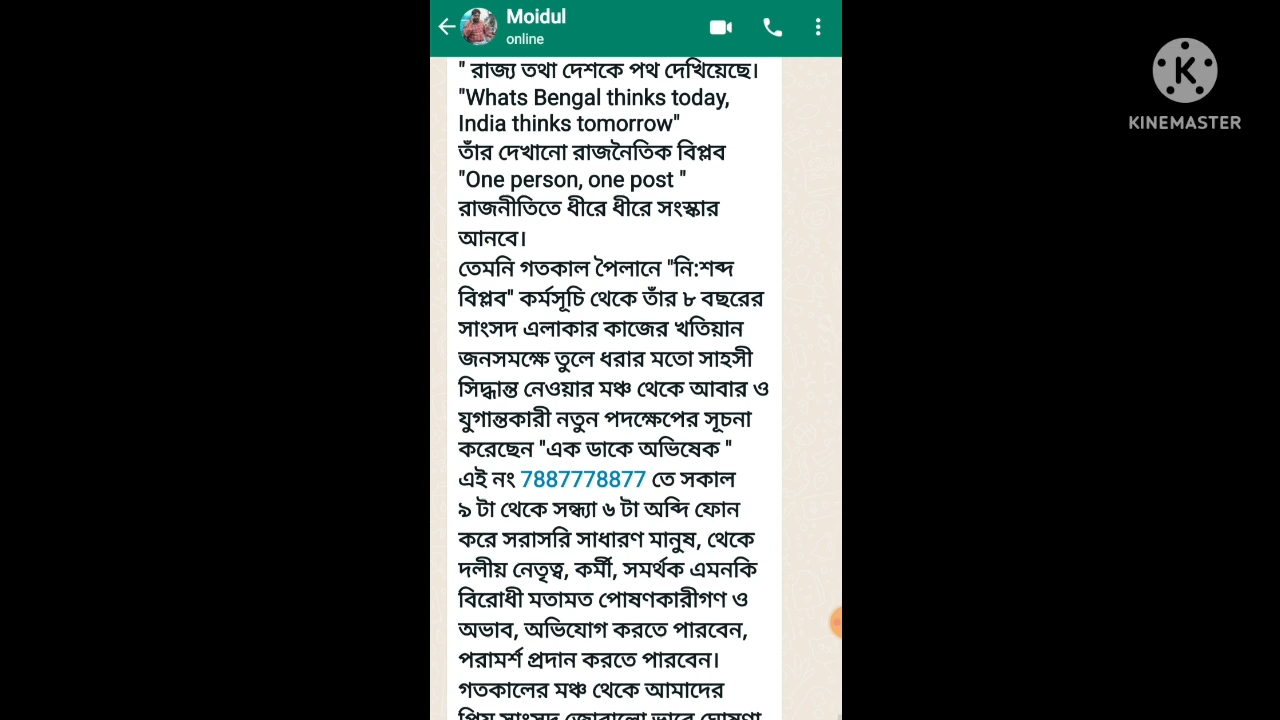 Moidul
online
" রাজ্য তথা দেশকে পথ দেখিয়েছে।
"Whats Bengal thinks today,
India thinks tomorrow"
তাঁর দেখানো রাজনৈতিক বিপ্লব
"One person, one post "
রাজনীতিতে ধীরে ধীরে সংস্কার
আনবে।
তেমনি গতকাল পৈলানে "নি:শব্দ
বিপ্লব" কর্মসূচি থেকে তাঁর ৮ বছরের
সাংসদ এলাকার কাজের খতিয়ান
জনসমক্ষে তুলে ধরার মতো সাহসী
সিদ্ধান্ত নেওয়ার মঞ্চ থেকে আবার ও
যুগান্তকারী নতুন পদক্ষেপের সূচনা
করেছেন "এক ডাকে অভিষেক "
এই নং 7887778877 তে সকাল
৯ টা থেকে সন্ধ্যা ৬ টা অব্দি ফোন
করে সরাসরি সাধারণ মানুষ, থেকে
দলীয় নেতৃত্ব, কর্মী, সমর্থক এমনকি
বিরোধী মতামত পোষণকারীগণ ও
অভাব, অভিযোগ করতে পারবেন,
পরামর্শ প্রদান করতে পারবেন।
গতকালের মঞ্চ থেকে আমাদের
প্রিয় সাংসদ জোরালো ভাবে ঘোষণা
K
KINEMASTER